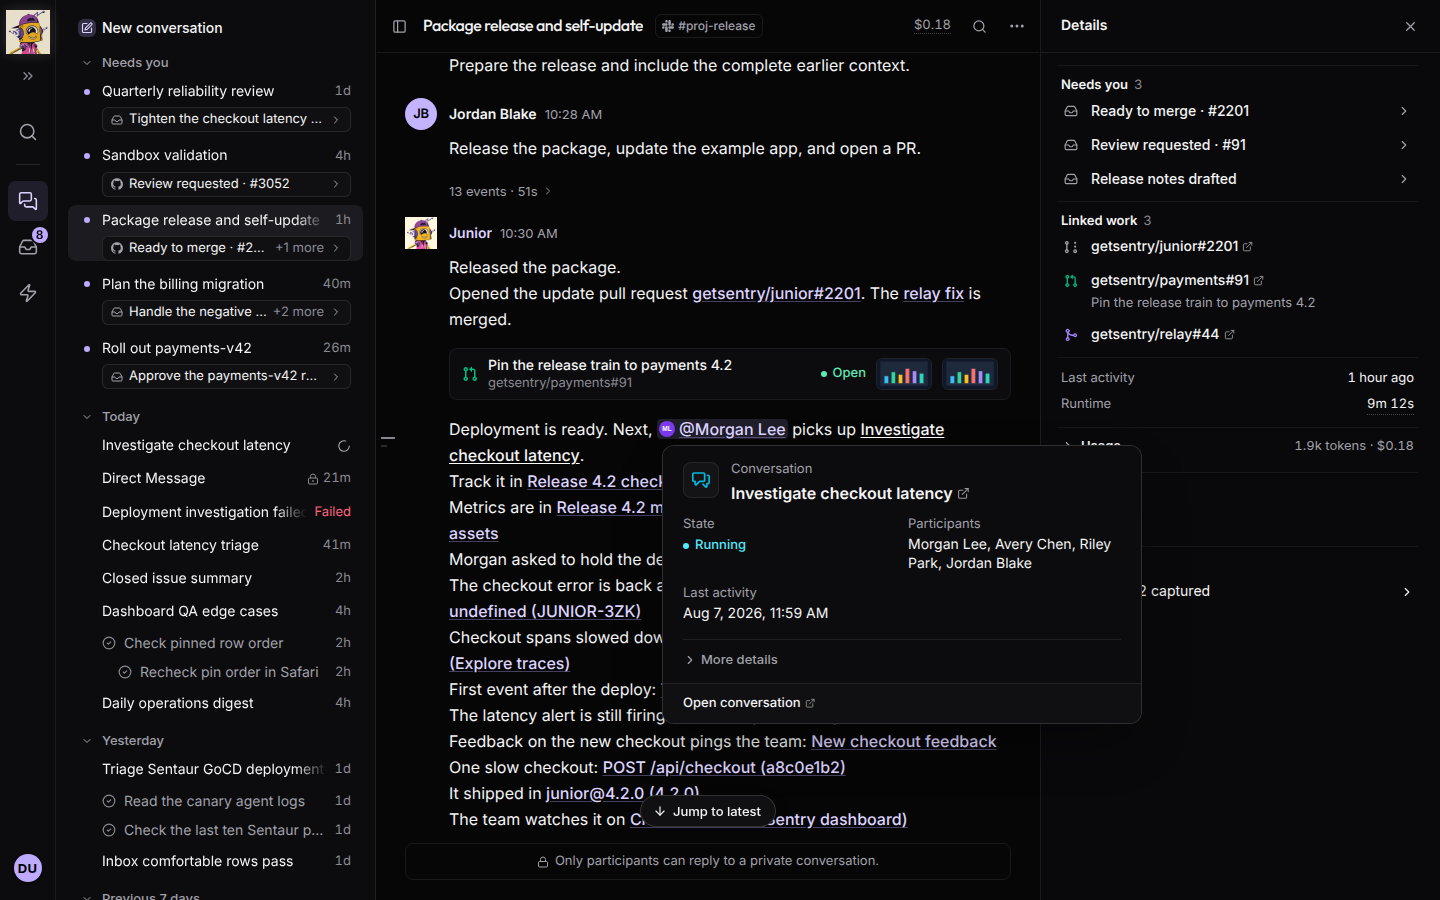 New conversation
Needs you
Quarterly reliability review 1d
Tighten the checkout latency ...
Sandbox validation 4h
Review requested · #3052
Package release and self-update 1h
Ready to merge · #2... +1 more
Plan the billing migration 40m
Handle the negative ... +2 more
Roll out payments-v42 26m
Approve the payments-v42 r...
Today
Investigate checkout latency
Direct Message 21m
Deployment investigation failed Failed
Checkout latency triage 41m
Closed issue summary 2h
Dashboard QA edge cases 4h
Check pinned row order 2h
Recheck pin order in Safari 2h
Daily operations digest 4h
Yesterday
Triage Sentaur GoCD deployment 1d
Read the canary agent logs 1d
Check the last ten Sentaur p... 1d
Inbox comfortable rows pass 1d
Previous 7 days
8
DU
Package release and self-update #proj-release $0.18
Prepare the release and include the complete earlier context.
JB Jordan Blake 10:28 AM
Release the package, update the example app, and open a PR.
13 events · 51s
Junior 10:30 AM
Released the package.
Opened the update pull request getsentry/junior#2201. The relay fix is
merged.
Pin the release train to payments 4.2
getsentry/payments#91
Open
Deployment is ready. Next, ML @Morgan Lee picks up Investigate
checkout latency.
Track it in Release 4.2 check
Metrics are in Release 4.2 m
assets
Morgan asked to hold the de
The checkout error is back a
undefined (JUNIOR-3ZK)
Checkout spans slowed dow
(Explore traces)
First event after the deploy:
The latency alert is still firing
Feedback on the new checkout pings the team: New checkout feedback
One slow checkout: POST /api/checkout (a8c0e1b2)
It shipped in junior@4.2.0 (4.2.0)
The team watches it on C entry dashboard)
Jump to latest
Only participants can reply to a private conversation.
Conversation
Investigate checkout latency
State
Running
Participants
Morgan Lee, Avery Chen, Riley
Park, Jordan Blake
Last activity
Aug 7, 2026, 11:59 AM
More details
Open conversation
Details
Needs you 3
Ready to merge · #2201
Review requested · #91
Release notes drafted
Linked work 3
getsentry/junior#2201
getsentry/payments#91
Pin the release train to payments 4.2
getsentry/relay#44
Last activity 1 hour ago
Runtime 9m 12s
Usage 1.9k tokens · $0.18
2 captured